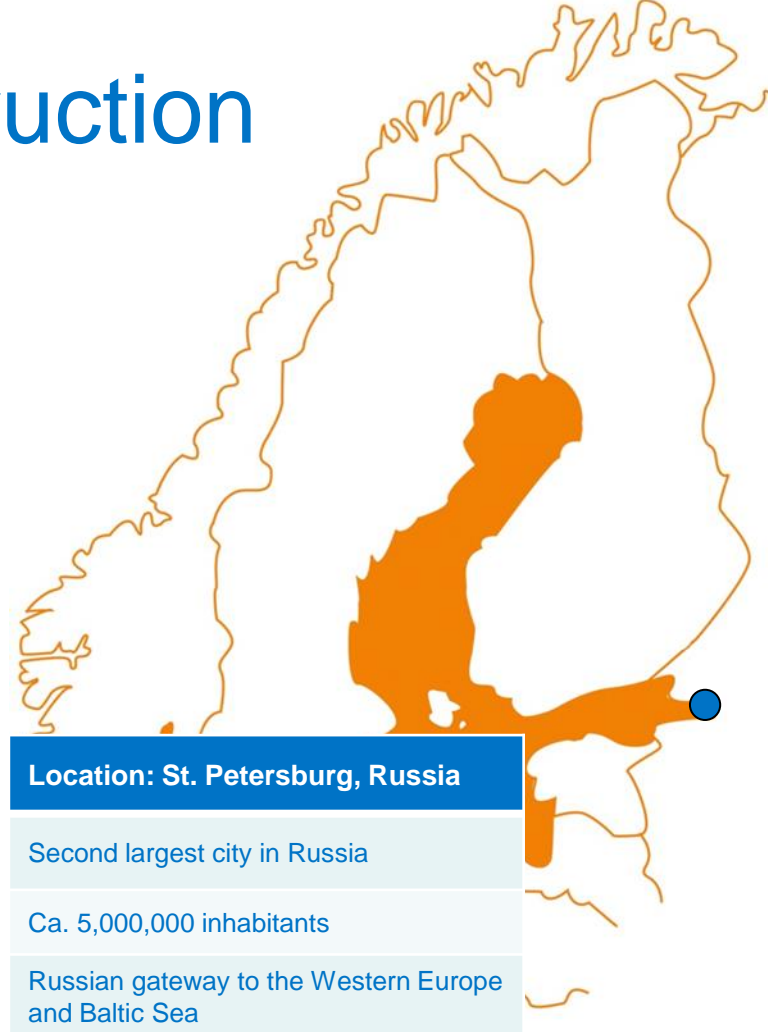 uction
Location: St. Petersburg, Russia
Second largest city in Russia
Ca. 5,000,000 inhabitants
Russian gateway to the Western Europe
and Baltic Sea